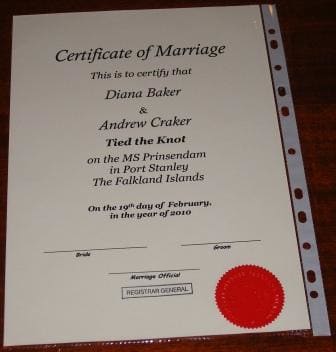 Certificate of Marriage
This is to certify that
Diana Baker
&
Andrew Craker
Tied the Knot
on the MS Prinsendam
in Port Stanley
The Falkland Islands
On the 19th day of February,
in the year of 2010
Bride Groom
Marriage Official
REGISTRAR GENERAL